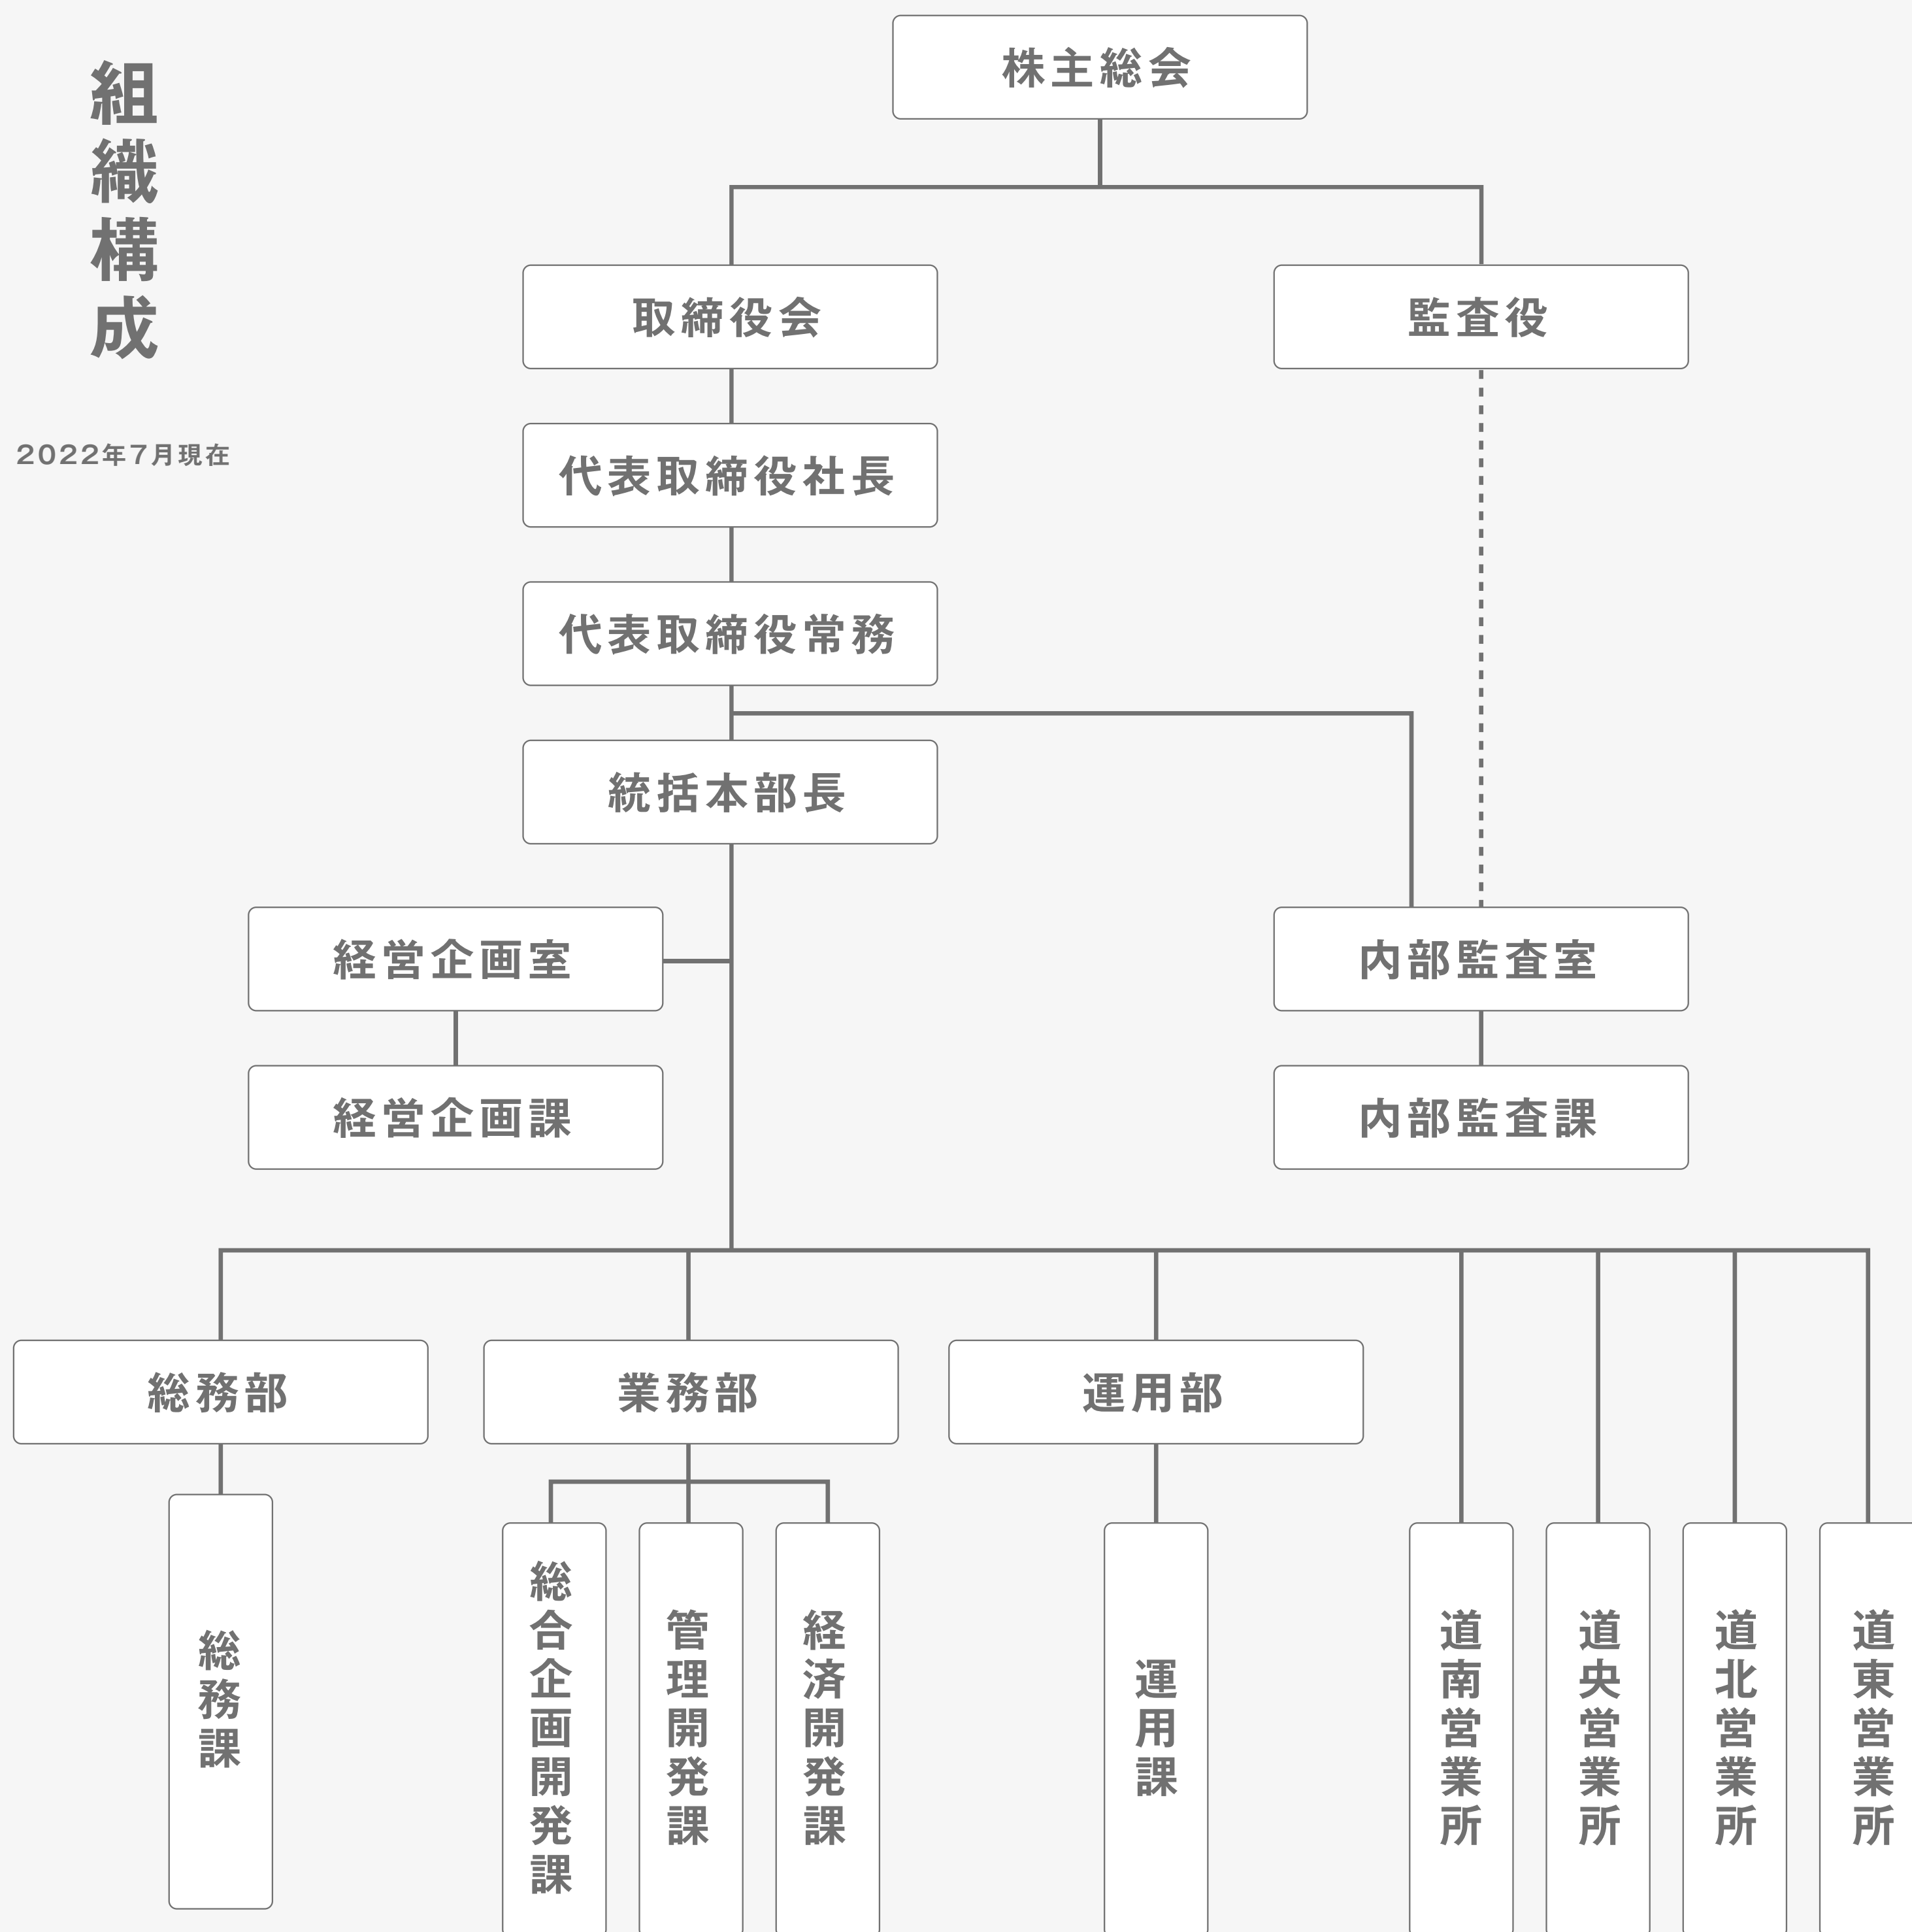 組織構成
2022年7月現在
株主総会
取締役会
監査役
代表取締役社長
代表取締役常務
統括本部長
経営企画室
内部監査室
経営企画課
内部監査課
総務部
業務部
運用部
総務課
総合企画開発課
管理開発課
経済開発課
運用課
道南営業所
道央営業所
道北営業所
道東営業所